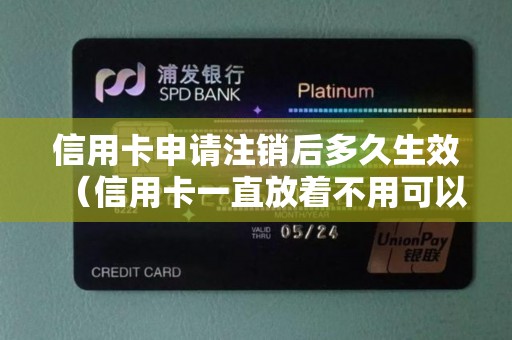 浦发银行
SPD BANK
Platinum
信用卡申请注销后多久生效
（信用卡一直放着不用可以
6222
MONTH/YEAR
VALID
THRU
05/24
UnionPay
银联
CREDIT CARD